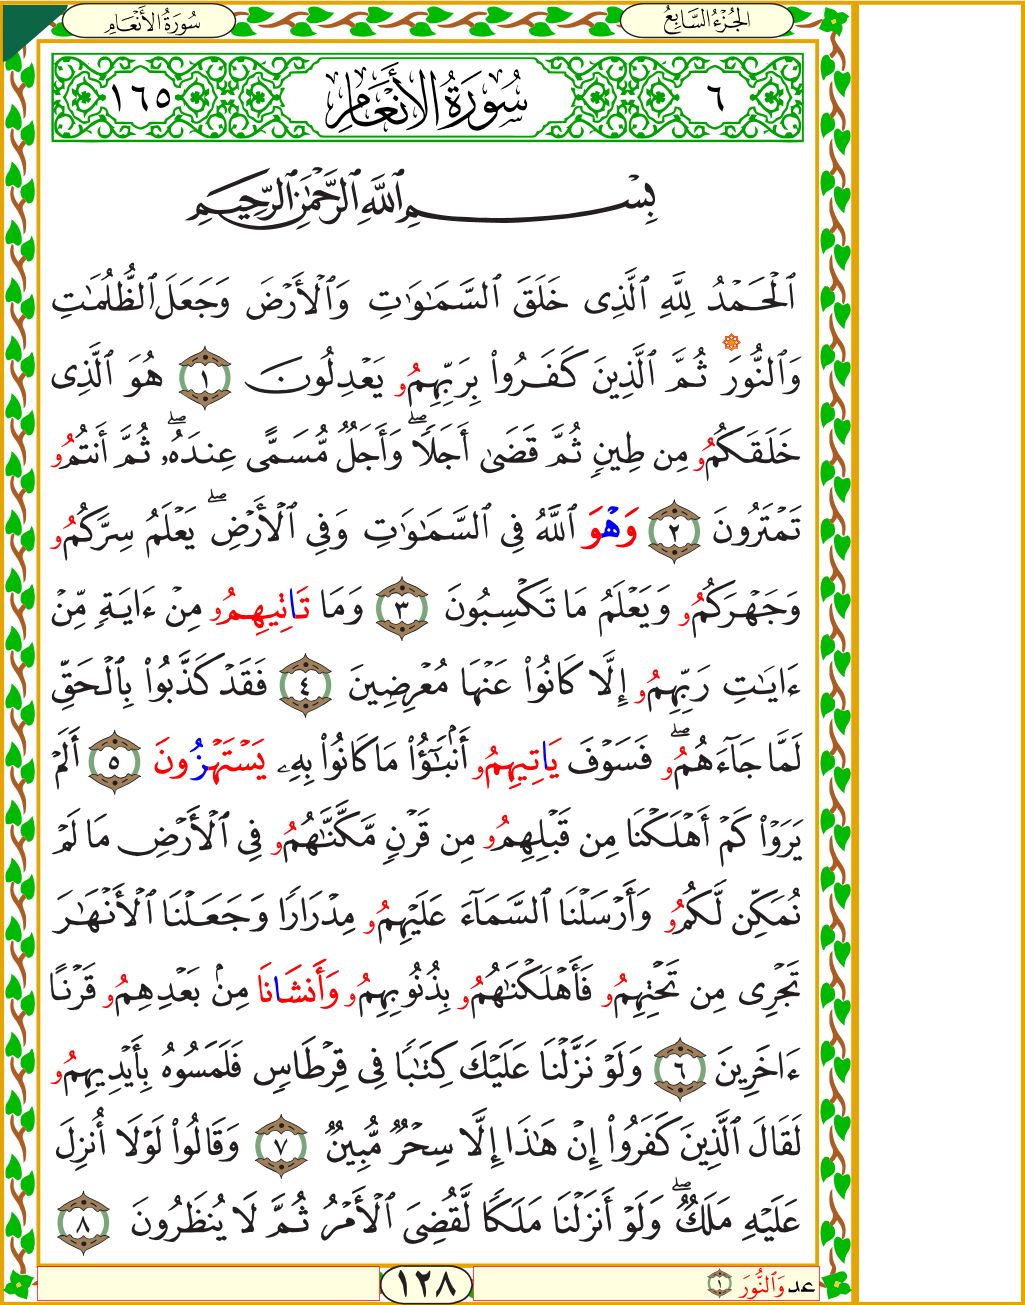 الجُزْءُ السَّابِعُ
سُورَةُ الأَنْعَامِ
٦
سُورَةُ الأَنْعَامِ
١٦٥
بِسْمِ ٱللَّهِ ٱلرَّحْمَٰنِ ٱلرَّحِيمِ
ٱلْحَمْدُ لِلَّهِ ٱلَّذِى خَلَقَ ٱلسَّمَٰوَٰتِ وَٱلْأَرْضَ وَجَعَلَ ٱلظُّلُمَٰتِ
وَٱلنُّورَ ثُمَّ ٱلَّذِينَ كَفَرُوا۟ بِرَبِّهِمُو يَعْدِلُونَ ١ هُوَ ٱلَّذِى
خَلَقَكُمُو مِن طِينٍ ثُمَّ قَضَىٰ أَجَلًا ۖ وَأَجَلٌ مُّسَمًّى عِندَهُۥ ۖ ثُمَّ أَنتُمُو
تَمْتَرُونَ ٢ وَهْوَ ٱللَّهُ فِى ٱلسَّمَٰوَٰتِ وَفِى ٱلْأَرْضِ ۖ يَعْلَمُ سِرَّكُمُو
وَجَهْرَكُمُو وَيَعْلَمُ مَا تَكْسِبُونَ ٣ وَمَا تَاتِيهِمُو مِنْ ءَايَةٍ مِّنْ
ءَايَٰتِ رَبِّهِمُو إِلَّا كَانُوا۟ عَنْهَا مُعْرِضِينَ ٤ فَقَدْ كَذَّبُوا۟ بِٱلْحَقِّ
لَمَّا جَآءَهُمُو ۖ فَسَوْفَ يَاتِيهِمُو أَنۢبَٰٓؤُا۟ مَا كَانُوا۟ بِهِۦ يَسْتَهْزُونَ ٥ أَلَمْ
يَرَوْا۟ كَمْ أَهْلَكْنَا مِن قَبْلِهِمُو مِن قَرْنٍ مَّكَّنَّٰهُمُو فِى ٱلْأَرْضِ مَا لَمْ
نُمَكِّن لَّكُمُو وَأَرْسَلْنَا ٱلسَّمَآءَ عَلَيْهِمُو مِدْرَارًا وَجَعَلْنَا ٱلْأَنْهَٰرَ
تَجْرِى مِن تَحْتِهِمُو فَأَهْلَكْنَٰهُمُو بِذُنُوبِهِمُو وَأَنشَانَا مِنۢ بَعْدِهِمُو قَرْنًا
ءَاخَرِينَ ٦ وَلَوْ نَزَّلْنَا عَلَيْكَ كِتَٰبًا فِى قِرْطَاسٍ فَلَمَسُوهُ بِأَيْدِيهِمُو
لَقَالَ ٱلَّذِينَ كَفَرُوا۟ إِنْ هَٰذَا إِلَّا سِحْرٌ مُّبِينٌ ٧ وَقَالُوا۟ لَوْلَا أُنزِلَ
عَلَيْهِ مَلَكٌ ۖ وَلَوْ أَنزَلْنَا مَلَكًا لَّقُضِىَ ٱلْأَمْرُ ثُمَّ لَا يُنظَرُونَ ٨
عد وَٱلنُّورَ ١
١٢٨